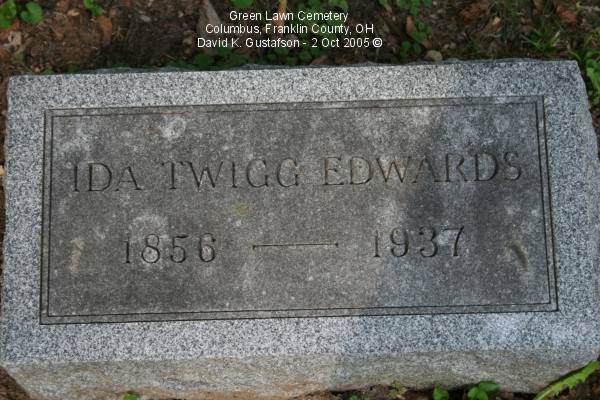 Green Lawn Cemetery
Columbus, Franklin County, OH
David K. Gustafson - 2 Oct 2005 ©
IDA TWIGG EDWARDS
1856 — 1937